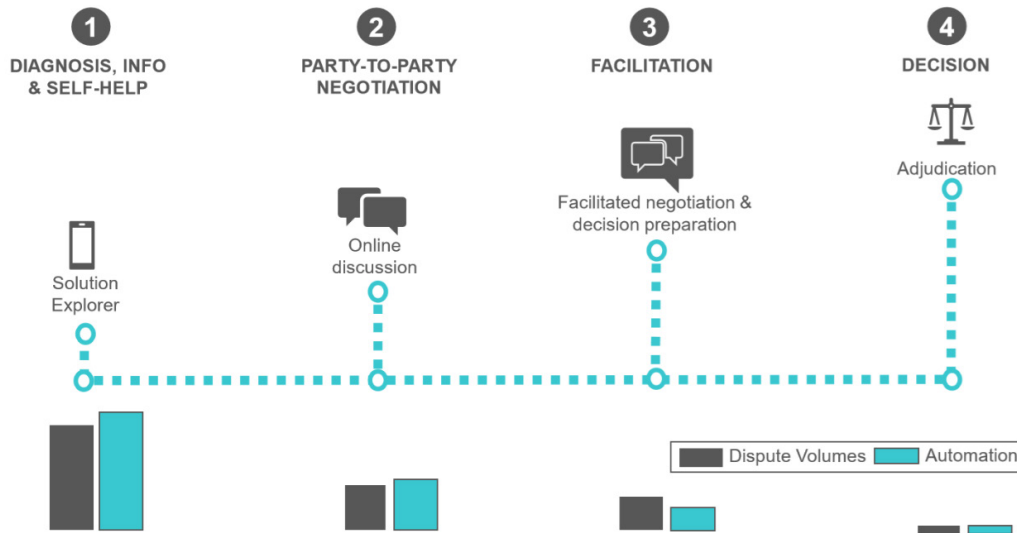 1
DIAGNOSIS, INFO
& SELF-HELP
2
PARTY-TO-PARTY
NEGOTIATION
3
FACILITATION
4
DECISION
Solution
Explorer
Online
discussion
Facilitated negotiation &
decision preparation
Adjudication
Dispute Volumes
Automation